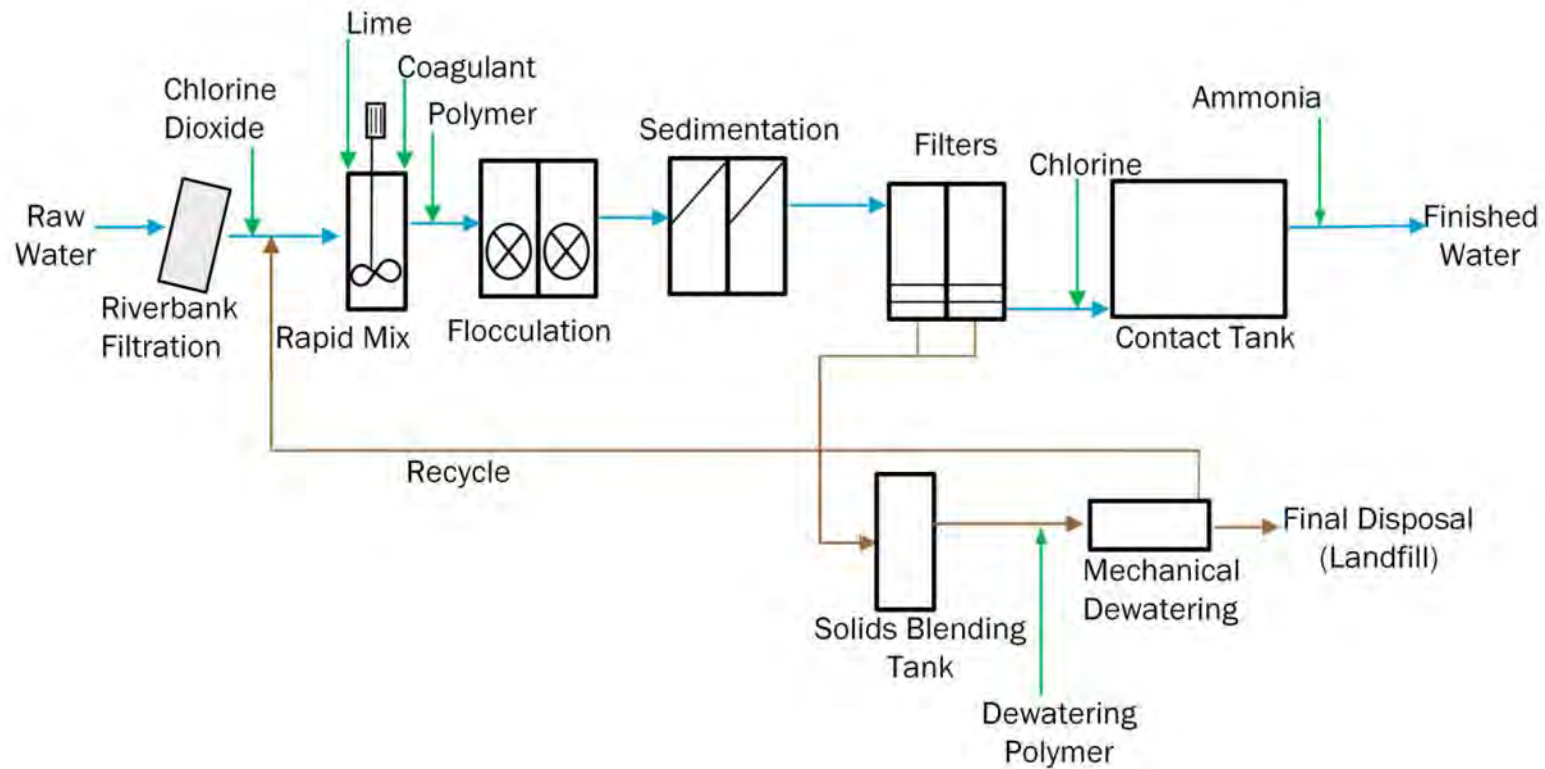 Lime
Coagulant
Polymer
Chlorine
Dioxide
Raw
Water
Riverbank
Filtration
Rapid Mix
Flocculation
Sedimentation
Filters
Chlorine
Ammonia
Contact Tank
Finished
Water
Recycle
Solids Blending
Tank
Dewatering
Polymer
Mechanical
Dewatering
Final Disposal
(Landfill)